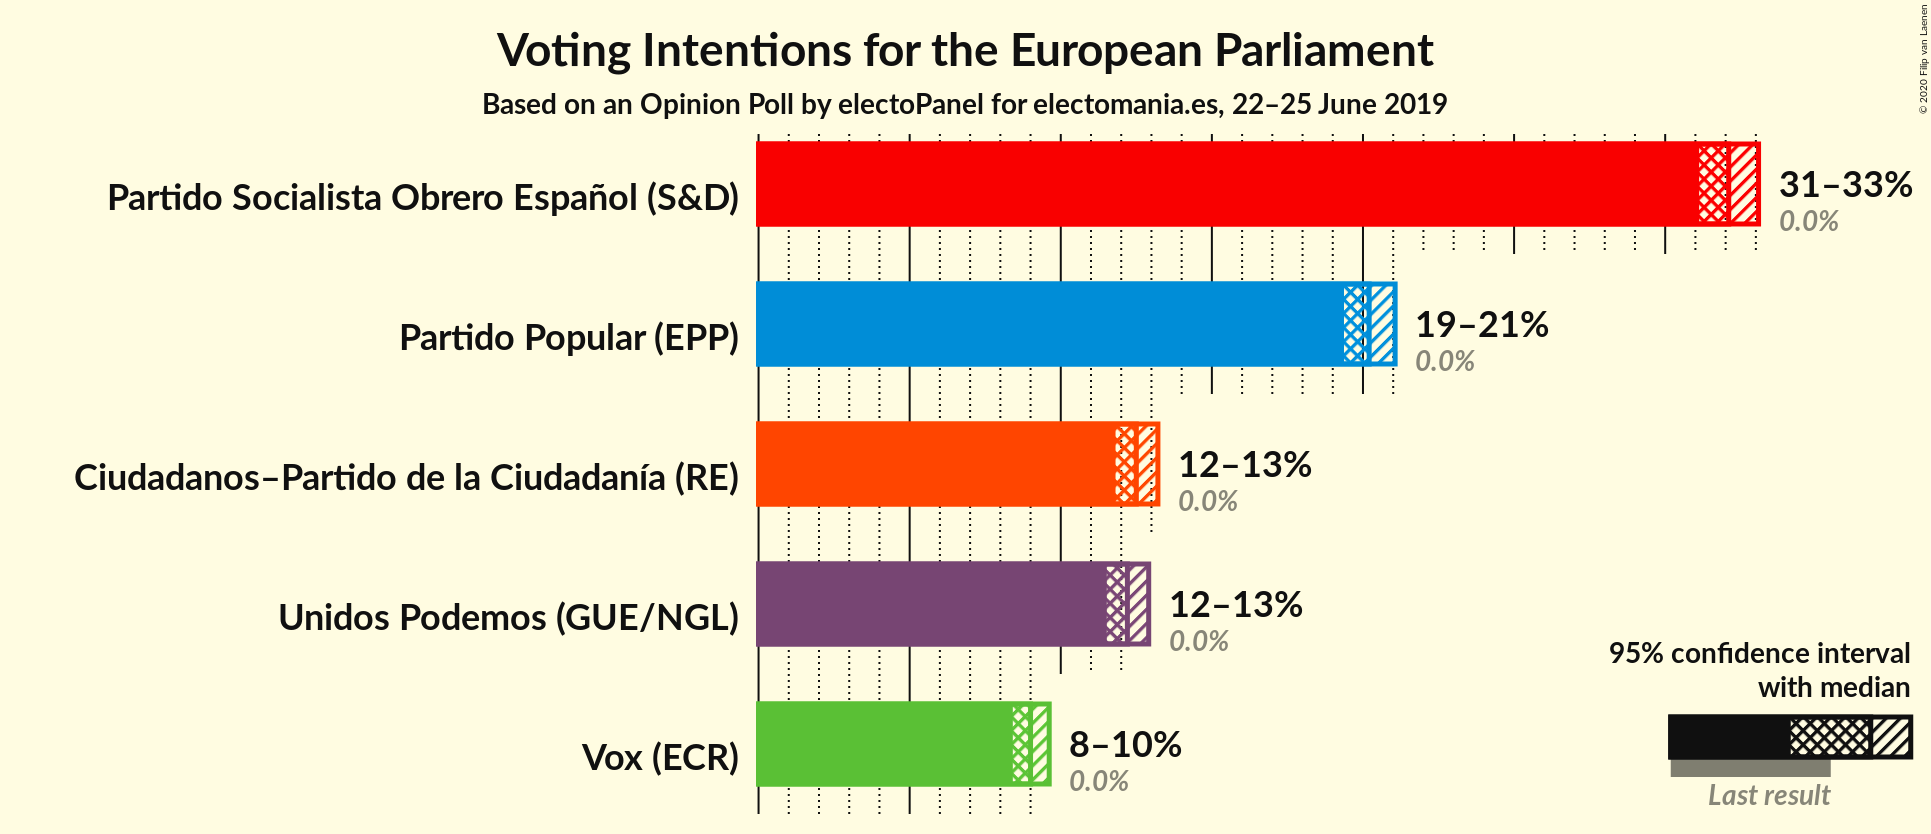 Voting Intentions for the European Parliament
Based on an Opinion Poll by electoPanel for electomania.es, 22–25 June 2019
© 2020 Filip van Laenen
Partido Socialista Obrero Español (S&D)
31–33%
0.0%
Partido Popular (EPP)
19–21%
0.0%
Ciudadanos–Partido de la Ciudadanía (RE)
12–13%
0.0%
Unidos Podemos (GUE/NGL)
12–13%
0.0%
Vox (ECR)
8–10%
0.0%
95% confidence interval
with median
Last result